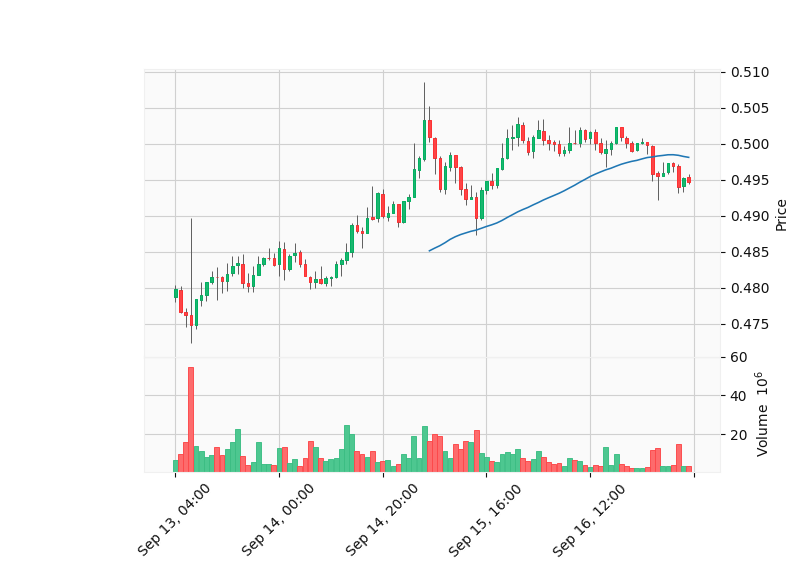 0.510
0.505
0.500
0.495
0.490
0.485
0.480
0.475
Price
60
40
20
Volume 10⁶
Sep 13, 04:00
Sep 14, 00:00
Sep 14, 20:00
Sep 15, 16:00
Sep 16, 12:00